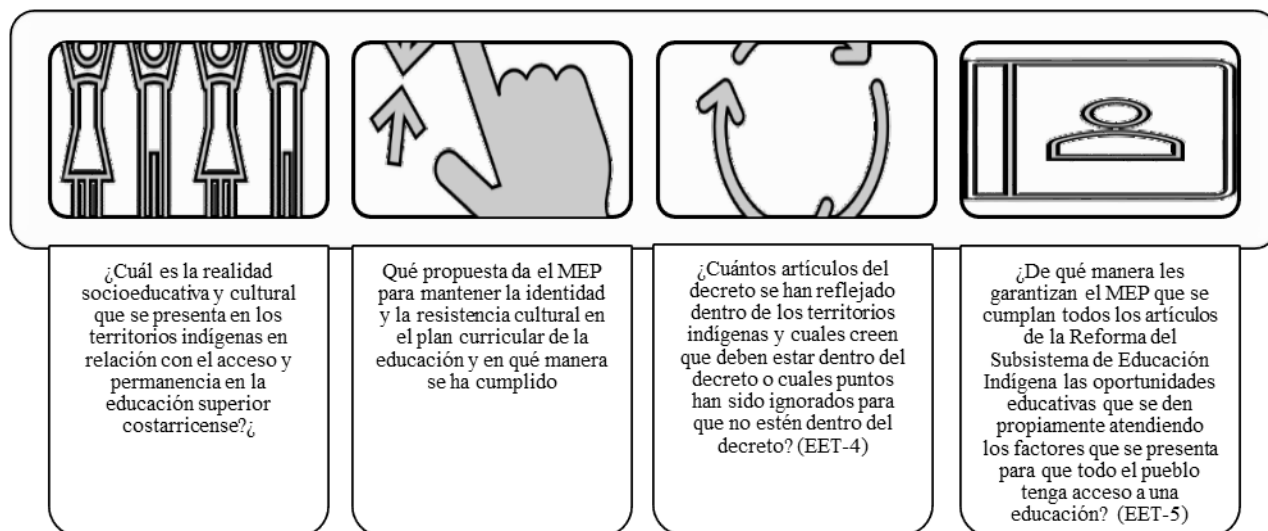 ¿Cuál es la realidad
socioeducativa y cultural
que se presenta en los
territorios indígenas en
relación con el acceso y
permanencia en la
educación superior
costarricense?¿
Qué propuesta da el MEP
para mantener la identidad
y la resistencia cultural en
el plan curricular de la
educación y en qué manera
se ha cumplido
¿Cuántos artículos del
decreto se han reflejado
dentro de los territorios
indígenas y cuales creen
que deben estar dentro del
decreto o cuales puntos
han sido ignorados para
que no estén dentro del
decreto? (EET-4)
¿De qué manera les
garantizan el MEP que se
cumplan todos los artículos
de la Reforma del
Subsistema de Educación
Indígena las oportunidades
educativas que se den
propiamente atendiendo
los factores que se presenta
para que todo el pueblo
tenga acceso a una
educación? (EET-5)